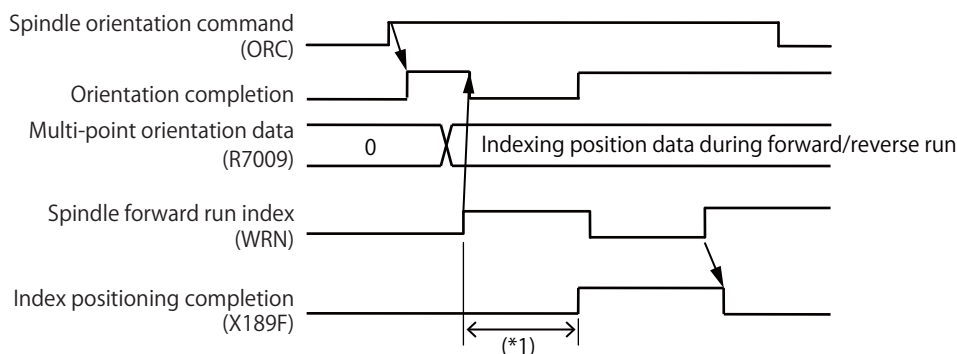 Spindle orientation command
(ORC)
Orientation completion
Multi-point orientation data
(R7009)
0
Indexing position data during forward/reverse run
Spindle forward run index
(WRN)
Index positioning completion
(X189F)
(*1)